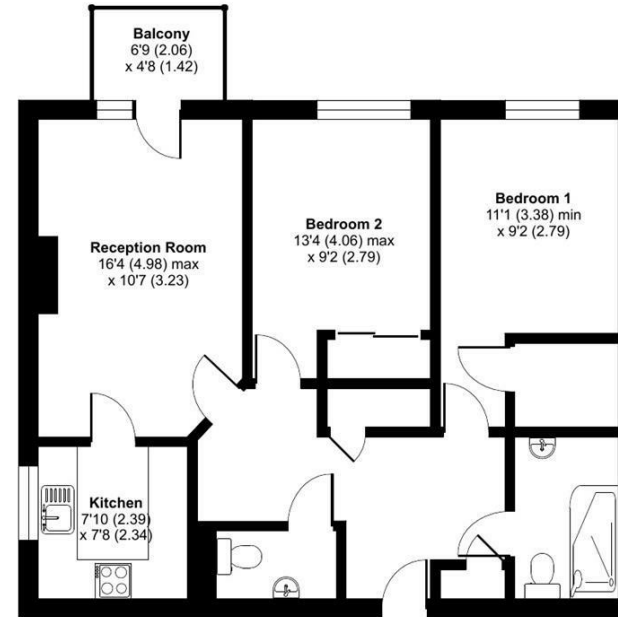 Balcony
6'9 (2.06)
x 4'8 (1.42)
Reception Room
16'4 (4.98) max
x 10'7 (3.23)
Bedroom 2
13'4 (4.06) max
x 9'2 (2.79)
Bedroom 1
11'1 (3.38) min
x 9'2 (2.79)
Kitchen
7'10 (2.39)
x 7'8 (2.34)